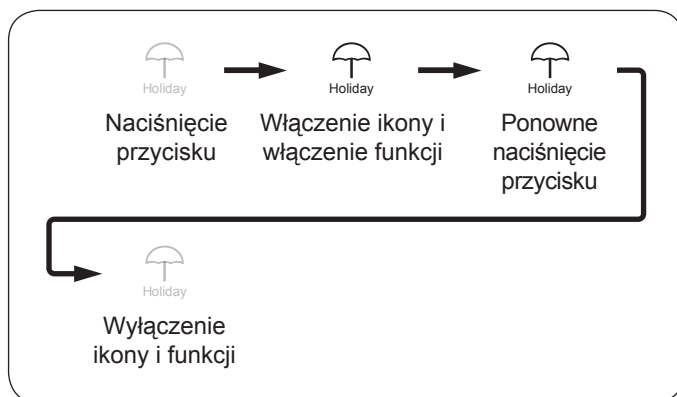 Holiday
Holiday
Holiday
Naciśnięcie
przycisku
Włączenie ikony i
włączenie funkcji
Ponowne
naciśnięcie
przycisku
Holiday
Wyłączenie
ikony i funkcji